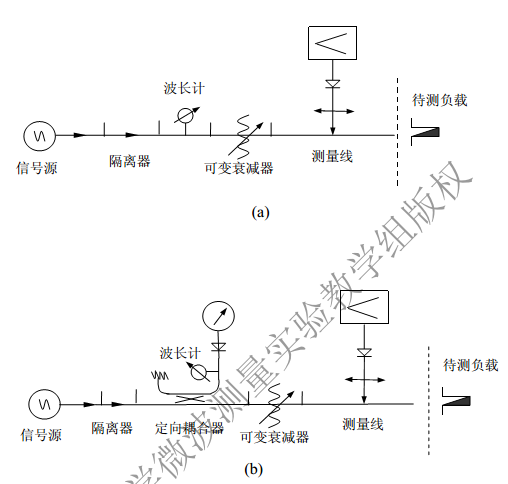 波长计
待测负载
信号源
隔离器
可变衰减器
测量线
(a)
波长计
待测负载
信号源
隔离器
定向耦合器
可变衰减器
测量线
(b)
学微波测量实验教学组版权